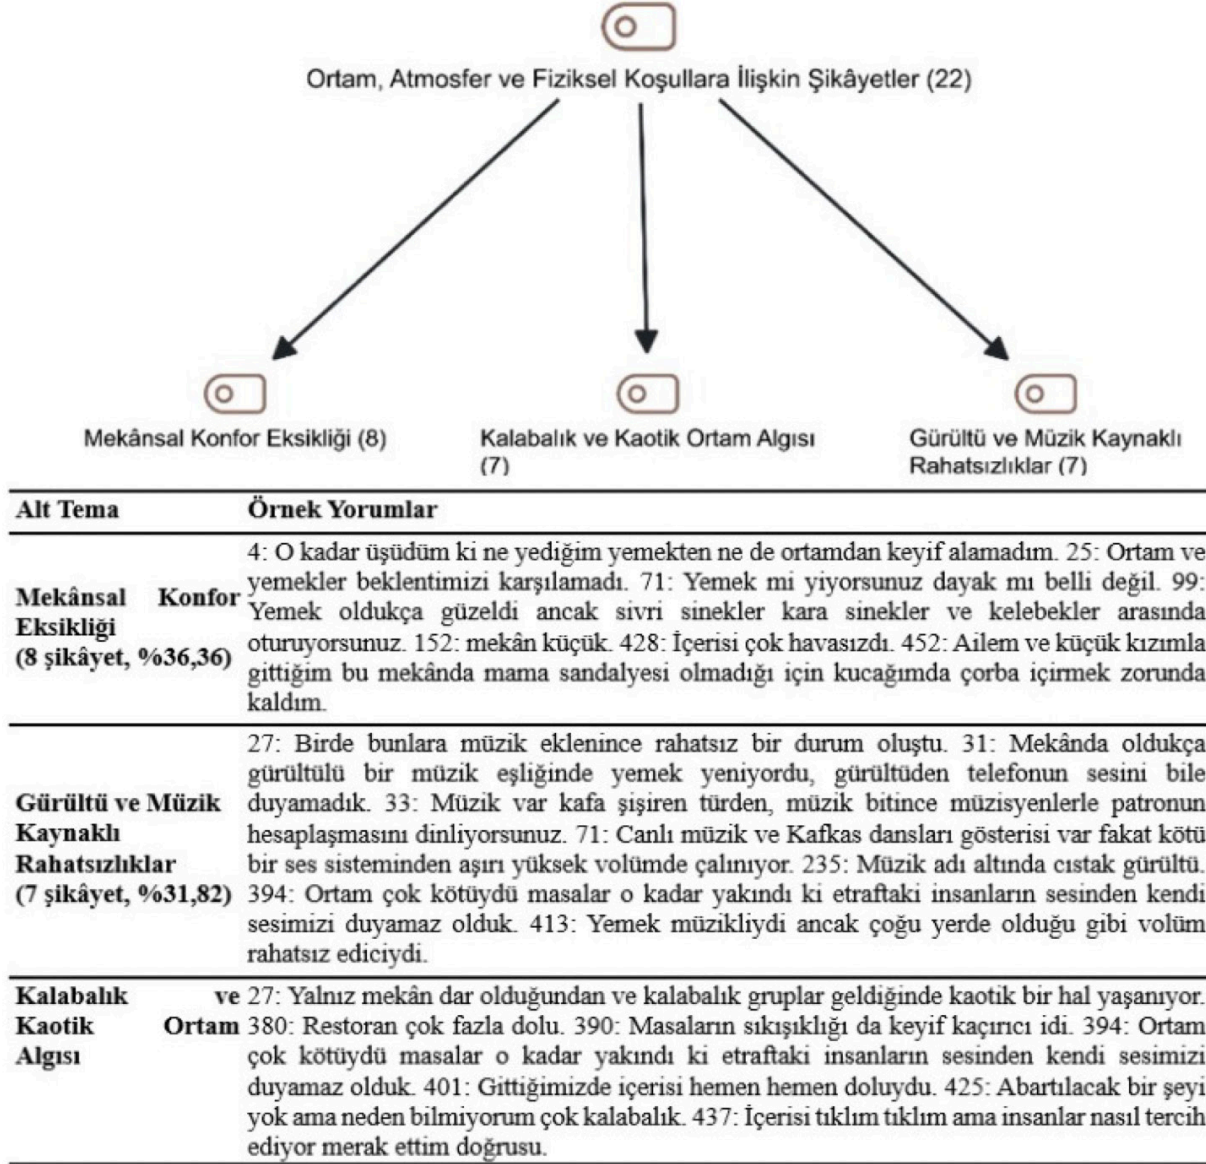 Ortam, Atmosfer ve Fiziksel Koşullara İlişkin Şikâyetler (22)
Mekânsal Konfor Eksikliği (8)
Kalabalık ve Kaotik Ortam Algısı
(7)
Gürültü ve Müzik Kaynaklı
Rahatsızlıklar (7)
Alt Tema
Örnek Yorumlar
Mekânsal Konfor
Eksikliği
(8 şikâyet, %36,36)
4: O kadar üşüdüm ki ne yediğim yemekten ne de ortamdan keyif alamadım. 25: Ortam ve
yemekler beklentimizi karşılamadı. 71: Yemek mi yiyorsunuz dayak mı belli değil. 99:
Yemek oldukça güzeldi ancak sivri sinekler kara sinekler ve kelebekler arasında
oturuyorsunuz. 152: mekân küçük. 428: İçerisi çok havasızdı. 452: Ailem ve küçük kızımla
gittiğim bu mekânda mama sandalyesi olmadığı için kucağımda çorba içirmek zorunda
kaldım.
Gürültü ve Müzik
Kaynaklı
Rahatsızlıklar
(7 şikâyet, %31,82)
27: Birde bunlara müzik eklenince rahatsız bir durum oluştu. 31: Mekânda oldukça
gürültülü bir müzik eşliğinde yemek yeniyordu, gürültüden telefonun sesini bile
duyamadık. 33: Müzik var kafa şişiren türden, müzik bitince müzisyenlerle patronun
hesaplaşmasını dinliyorsunuz. 71: Canlı müzik ve Kafkas dansları gösterisi var fakat kötü
bir ses sisteminden aşırı yüksek volümde çalınıyor. 235: Müzik adı altında cıstak gürültü.
394: Ortam çok kötüydü masalar o kadar yakındı ki etraftaki insanların sesinden kendi
sesimizi duyamaz olduk. 413: Yemek müzikliydi ancak çoğu yerde olduğu gibi volüm
rahatsız ediciydi.
Kalabalık ve
Kaotik Ortam
Algısı
27: Yalnız mekân dar olduğundan ve kalabalık gruplar geldiğinde kaotik bir hal yaşanıyor.
380: Restoran çok fazla dolu. 390: Masaların sıkışıklığı da keyif kaçırıcı idi. 394: Ortam
çok kötüydü masalar o kadar yakındı ki etraftaki insanların sesinden kendi sesimizi
duyamaz olduk. 401: Gittiğimizde içerisi hemen hemen doluydu. 425: Abartılacak bir şeyi
yok ama neden bilmiyorum çok kalabalık. 437: İçerisi tıklım tıklım ama insanlar nasıl tercih
ediyor merak ettim doğrusu.